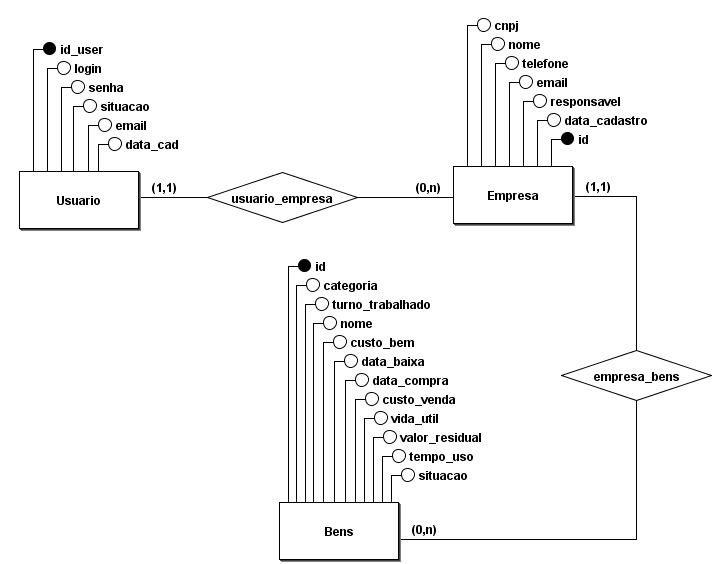 id_user
login
senha
situacao
email
data_cad
Usuario
(1,1)
usuario_empresa
(0,n)
cnpj
nome
telefone
email
responsavel
data_cadastro
id
Empresa
(1,1)
empresa_bens
id
categoria
turno_trabalhado
nome
custo_bem
data_baixa
data_compra
custo_venda
vida_util
valor_residual
tempo_uso
situacao
Bens
(0,n)